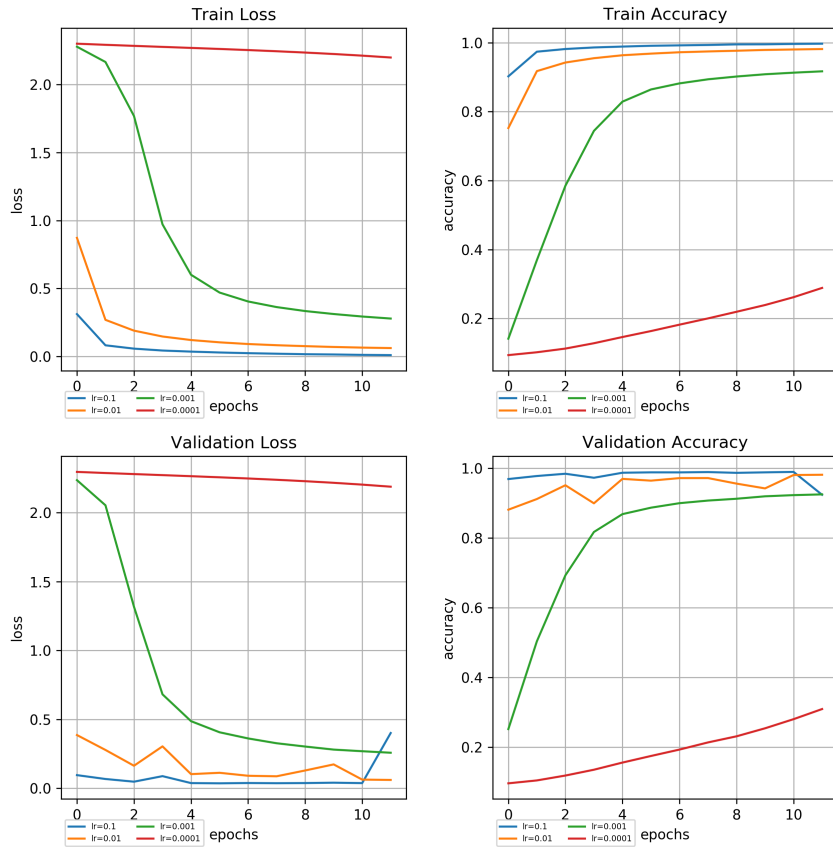 Train Loss
loss
2.0
1.5
1.0
0.5
0.0
0 2 4 6 8 10
epochs
lr=0.1 lr=0.001
lr=0.01 lr=0.0001
Train Accuracy
accuracy
1.0
0.8
0.6
0.4
0.2
0 2 4 6 8 10
epochs
lr=0.1 lr=0.001
lr=0.01 lr=0.0001
Validation Loss
loss
2.0
1.5
1.0
0.5
0.0
0 2 4 6 8 10
epochs
lr=0.1 lr=0.001
lr=0.01 lr=0.0001
Validation Accuracy
accuracy
1.0
0.8
0.6
0.4
0.2
0 2 4 6 8 10
epochs
lr=0.1 lr=0.001
lr=0.01 lr=0.0001